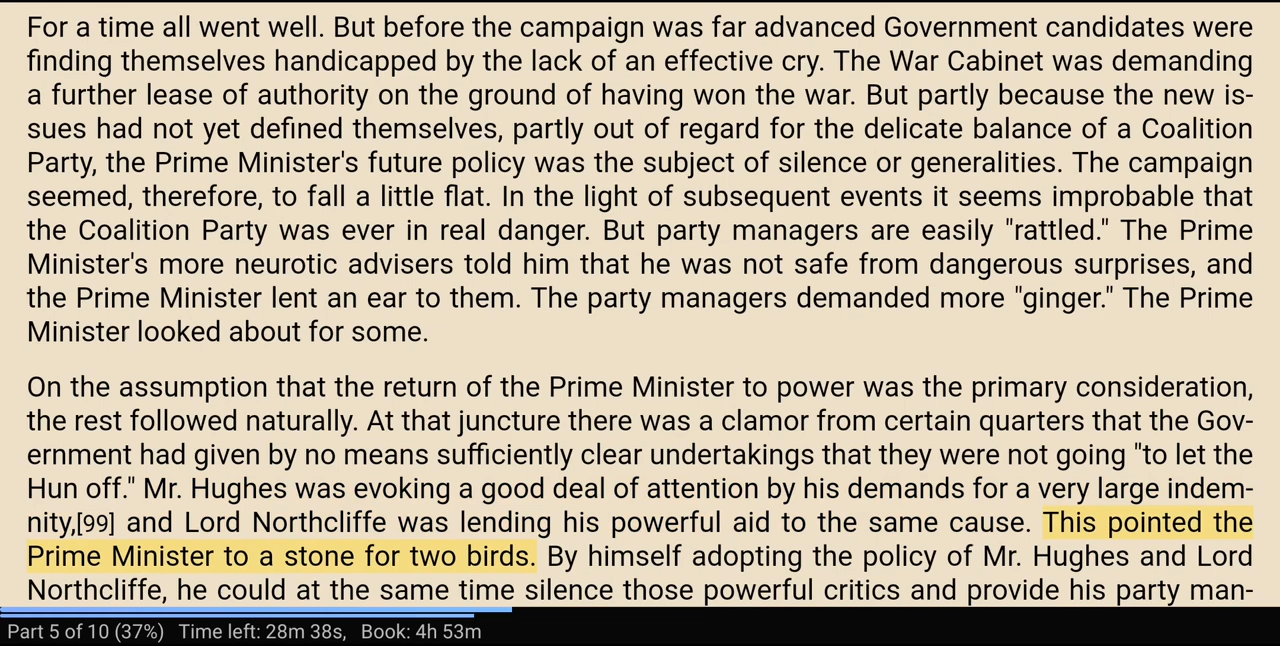 For a time all went well. But before the campaign was far advanced Government candidates were
finding themselves handicapped by the lack of an effective cry. The War Cabinet was demanding
a further lease of authority on the ground of having won the war. But partly because the new is-
sues had not yet defined themselves, partly out of regard for the delicate balance of a Coalition
Party, the Prime Minister's future policy was the subject of silence or generalities. The campaign
seemed, therefore, to fall a little flat. In the light of subsequent events it seems improbable that
the Coalition Party was ever in real danger. But party managers are easily "rattled." The Prime
Minister's more neurotic advisers told him that he was not safe from dangerous surprises, and
the Prime Minister lent an ear to them. The party managers demanded more "ginger." The Prime
Minister looked about for some.
On the assumption that the return of the Prime Minister to power was the primary consideration,
the rest followed naturally. At that juncture there was a clamor from certain quarters that the Gov-
ernment had given by no means sufficiently clear undertakings that they were not going "to let the
Hun off." Mr. Hughes was evoking a good deal of attention by his demands for a very large indem-
nity,[99] and Lord Northcliffe was lending his powerful aid to the same cause. This pointed the
Prime Minister to a stone for two birds. By himself adopting the policy of Mr. Hughes and Lord
Northcliffe, he could at the same time silence those powerful critics and provide his party man-
Part 5 of 10 (37%) Time left: 28m 38s, Book: 4h 53m